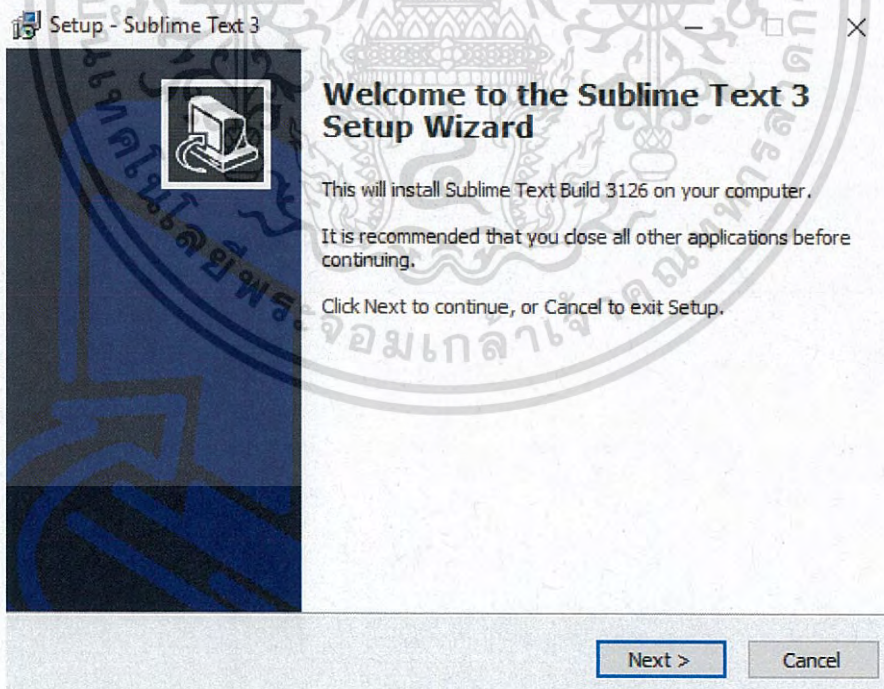 Setup - Sublime Text 3
Welcome to the Sublime Text 3
Setup Wizard
This will install Sublime Text Build 3126 on your computer.
It is recommended that you close all other applications before
continuing.
Click Next to continue, or Cancel to exit Setup.
Next >
Cancel